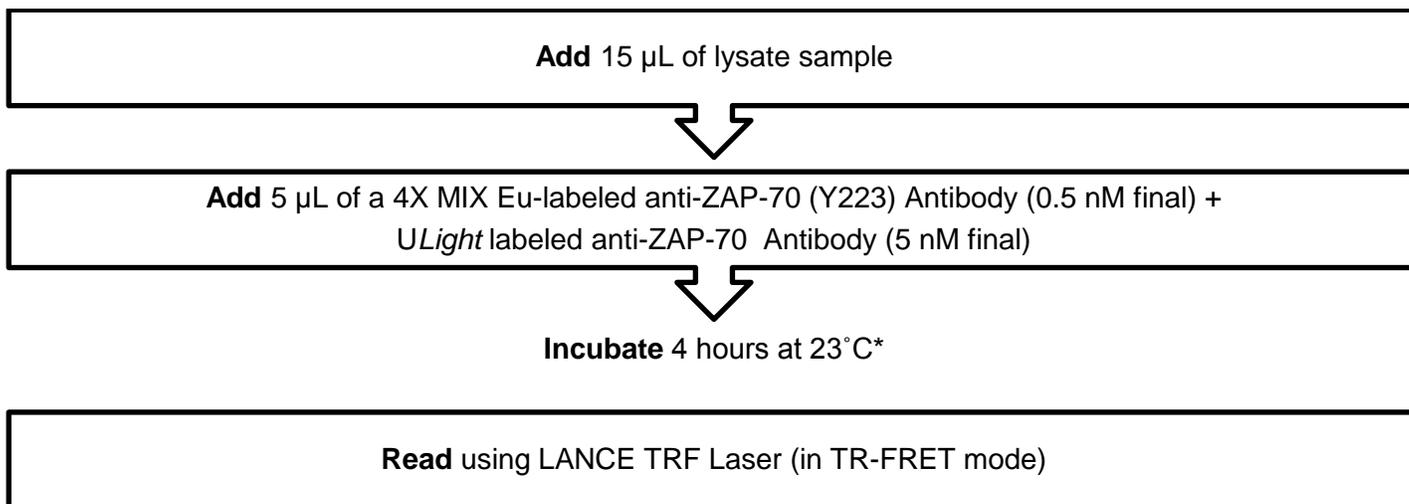 Add 15 µL of lysate sample
Add 5 µL of a 4X MIX Eu-labeled anti-ZAP-70 (Y223) Antibody (0.5 nM final) +
ULight labeled anti-ZAP-70 Antibody (5 nM final)
Incubate 4 hours at 23˚C*
Read using LANCE TRF Laser (in TR-FRET mode)